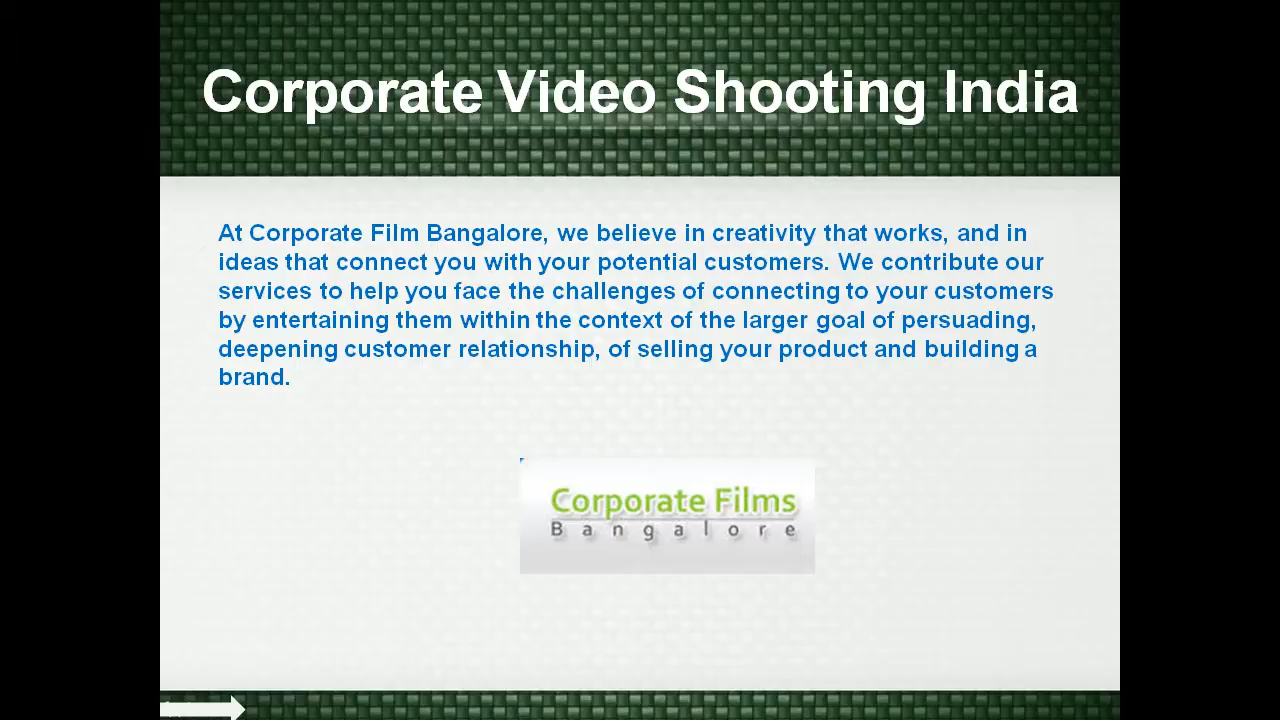 Corporate Video Shooting India
At Corporate Film Bangalore, we believe in creativity that works, and in
ideas that connect you with your potential customers. We contribute our
services to help you face the challenges of connecting to your customers
by entertaining them within the context of the larger goal of persuading,
deepening customer relationship, of selling your product and building a
brand.
Corporate Films
Bangalore